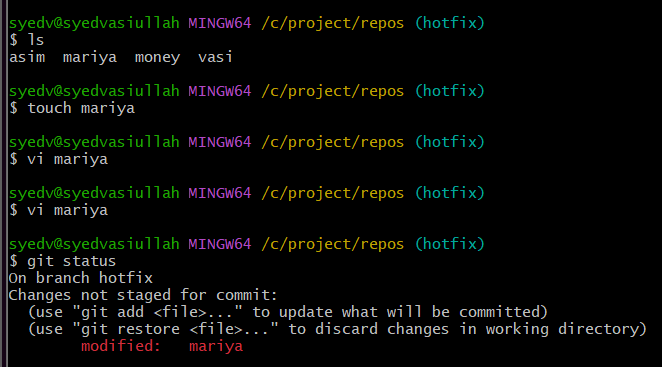 syedv@syedvasiullah MINGW64 /c/project/repos (hotfix)
$ ls
asim  mariya  money  vasi
syedv@syedvasiullah MINGW64 /c/project/repos (hotfix)
$ touch mariya
syedv@syedvasiullah MINGW64 /c/project/repos (hotfix)
$ vi mariya
syedv@syedvasiullah MINGW64 /c/project/repos (hotfix)
$ vi mariya
syedv@syedvasiullah MINGW64 /c/project/repos (hotfix)
$ git status
On branch hotfix
Changes not staged for commit:
  (use "git add <file>..." to update what will be committed)
  (use "git restore <file>..." to discard changes in working directory)
        modified:   mariya